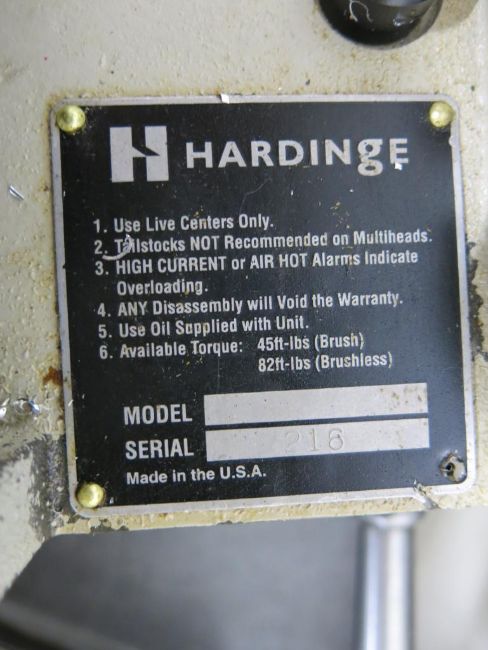 H HARDINgE
1. Use Live Centers Only.
2. Tailstocks NOT Recommended on Multiheads.
3. HIGH CURRENT or AIR HOT Alarms Indicate
Overloading.
4. ANY Disassembly will Void the Warranty.
5. Use Oil Supplied with Unit.
6. Available Torque: 45ft-lbs (Brush)
82ft-lbs (Brushless)
MODEL
SERIAL 216
Made in the U.S.A.